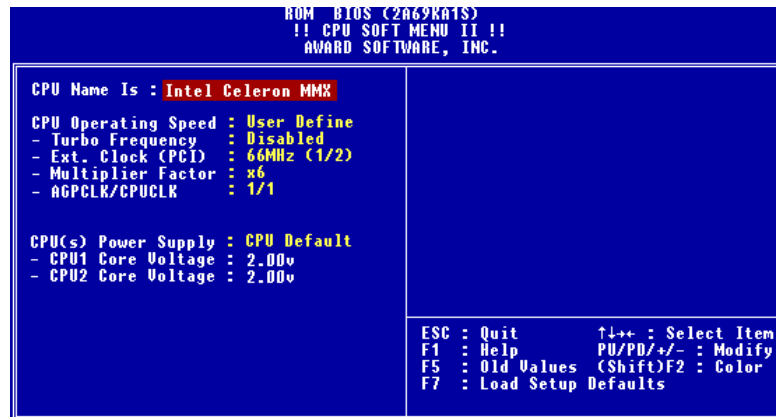 ROM BIOS (2A69KA1S)
!! CPU SOFT MENU II !!
AWARD SOFTWARE, INC.
CPU Name Is : Intel Celeron MMX
CPU Operating Speed : User Define
- Turbo Frequency : Disabled
- Ext. Clock (PCI) : 66MHz (1/2)
- Multiplier Factor : x6
- AGPCLK/CPUCLK : 1/1
CPU(s) Power Supply : CPU Default
- CPU1 Core Voltage : 2.00v
- CPU2 Core Voltage : 2.00v
ESC : Quit ↑↓→← : Select Item
F1 : Help PU/PD/+/- : Modify
F5 : Old Values (Shift)F2 : Color
F7 : Load Setup Defaults